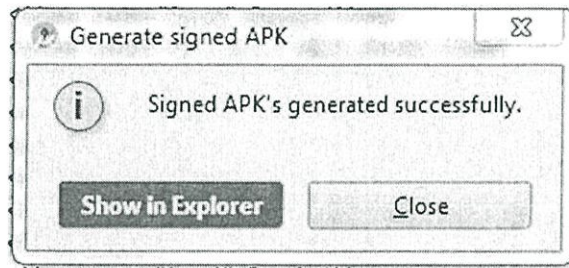 Generate signed APK
Signed APK's generated successfully.
Show in Explorer
Close